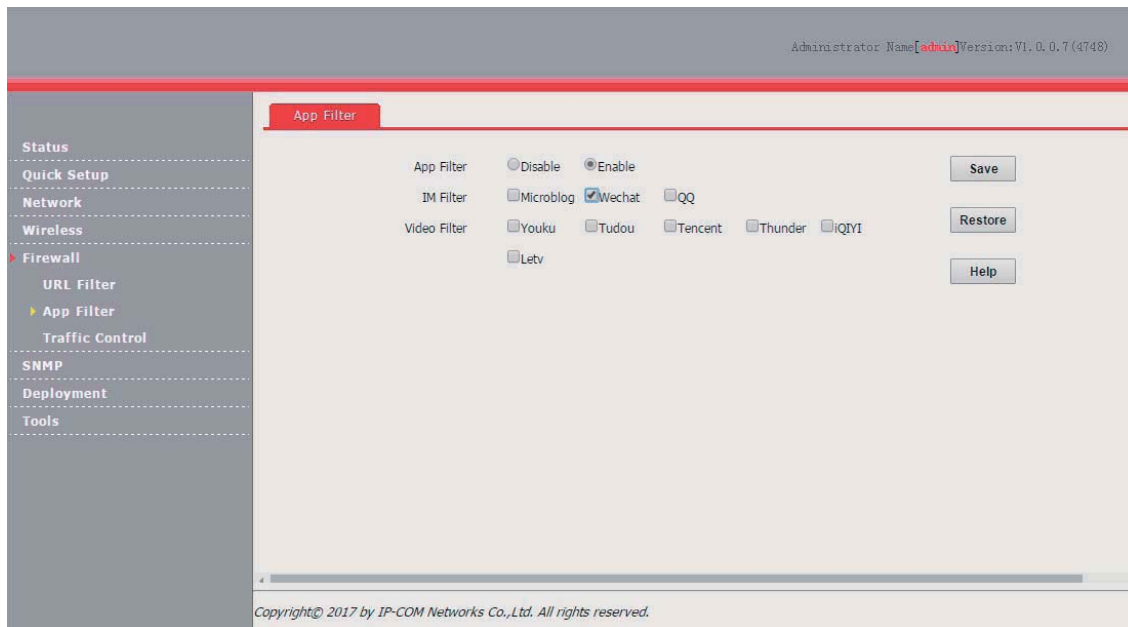 Administrator Name[admin]Version:V1.0.0.7(4748)
App Filter
Status
Quick Setup
Network
Wireless
Firewall
URL Filter
App Filter
Traffic Control
SNMP
Deployment
Tools
App Filter Disable Enable
IM Filter Microblog Wechat QQ
Video Filter Youku Tudou Tencent Thunder iQIYI
Letv
Save
Restore
Help
Copyright© 2017 by IP-COM Networks Co.,Ltd. All rights reserved.